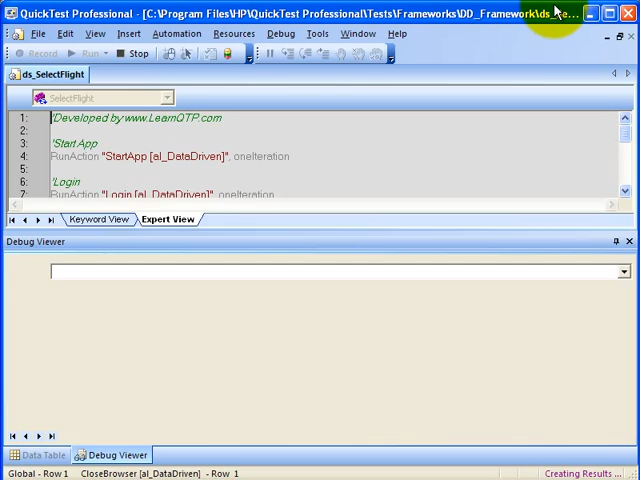 QuickTest Professional - [C:\Program Files\HP\QuickTest Professional\Tests\Frameworks\DD_Framework\ds_Se...
File Edit View Insert Automation Resources Debug Tools Window Help
Record Run Stop
ds_SelectFlight
SelectFlight
1: 'Developed by www.LearnQTP.com
2:
3: 'Start App
4: RunAction "StartApp [al_DataDriven]", oneIteration
5:
6: 'Login
7: RunAction "Login [al_DataDriven]", oneIteration
Keyword View Expert View
Debug Viewer
Data Table Debug Viewer
Global - Row 1 CloseBrowser [al_DataDriven] - Row 1 Creating Results ...